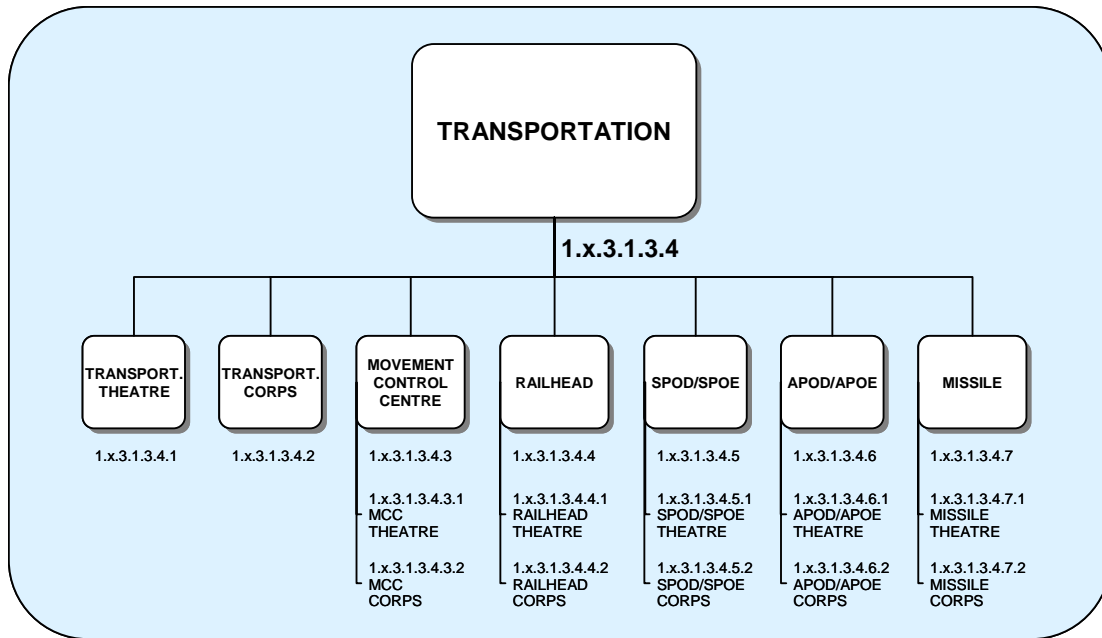 TRANSPORTATION
1.x.3.1.3.4
TRANSPORT.
THEATRE
1.x.3.1.3.4.1
TRANSPORT.
CORPS
1.x.3.1.3.4.2
MOVEMENT
CONTROL
CENTRE
1.x.3.1.3.4.3
1.x.3.1.3.4.3.1
MCC
THEATRE
1.x.3.1.3.4.3.2
MCC
CORPS
RAILHEAD
1.x.3.1.3.4.4
1.x.3.1.3.4.4.1
RAILHEAD
THEATRE
1.x.3.1.3.4.4.2
RAILHEAD
CORPS
SPOD/SPOE
1.x.3.1.3.4.5
1.x.3.1.3.4.5.1
SPOD/SPOE
THEATRE
1.x.3.1.3.4.5.2
SPOD/SPOE
CORPS
APOD/APOE
1.x.3.1.3.4.6
1.x.3.1.3.4.6.1
APOD/APOE
THEATRE
1.x.3.1.3.4.6.2
APOD/APOE
CORPS
MISSILE
1.x.3.1.3.4.7
1.x.3.1.3.4.7.1
MISSILE
THEATRE
1.x.3.1.3.4.7.2
MISSILE
CORPS